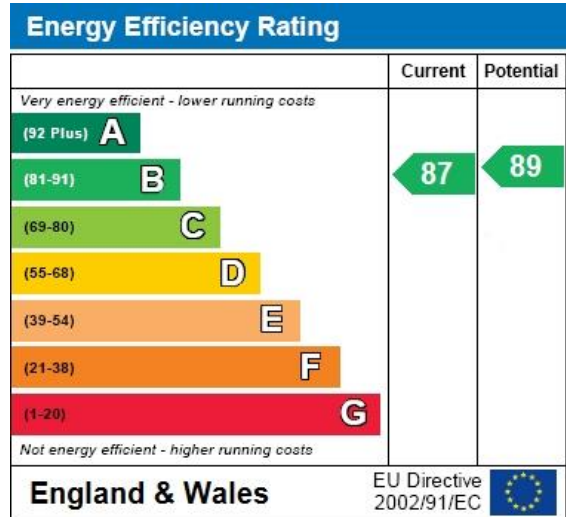 Energy Efficiency Rating
Current Potential
Very energy efficient - lower running costs
(92 Plus) A
(81-91) B
87
89
(69-80) C
(55-68) D
(39-54) E
(21-38) F
(1-20) G
Not energy efficient - higher running costs
England & Wales
EU Directive
2002/91/EC